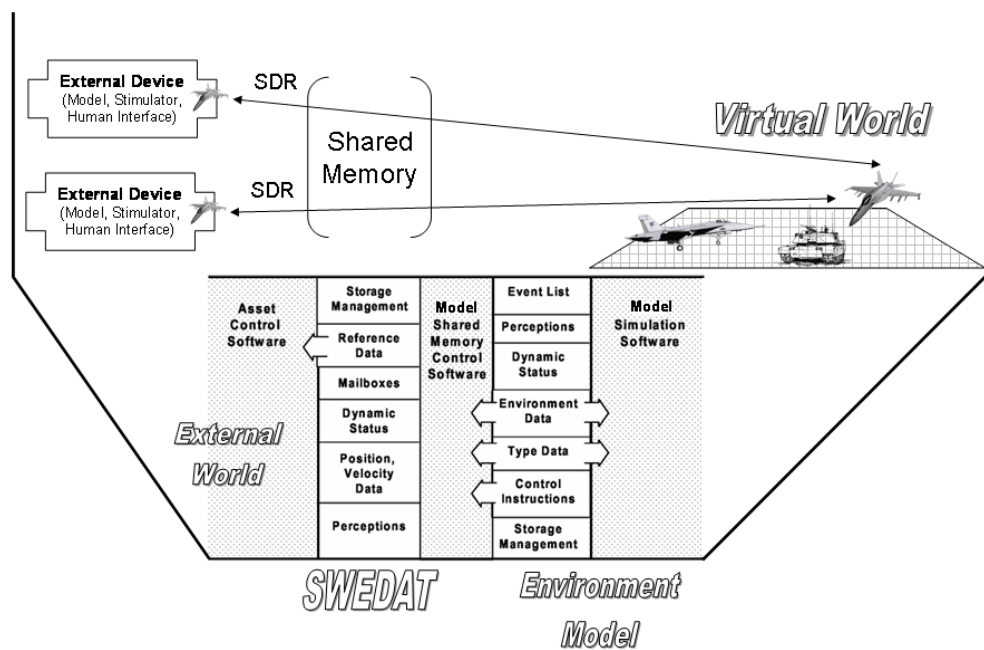 External Device
(Model, Stimulator,
Human Interface)
SDR
Shared
Memory
Virtual World
External Device
(Model, Stimulator,
Human Interface)
SDR
Asset
Control
Software
External
World
Storage
Management
Reference
Data
Mailboxes
Dynamic
Status
Position,
Velocity
Data
Perceptions
Model
Shared
Memory
Control
Software
Event List
Perceptions
Dynamic
Status
Environment
Data
Type Data
Control
Instructions
Storage
Management
Model
Simulation
Software
SWEDAT
Environment
Model